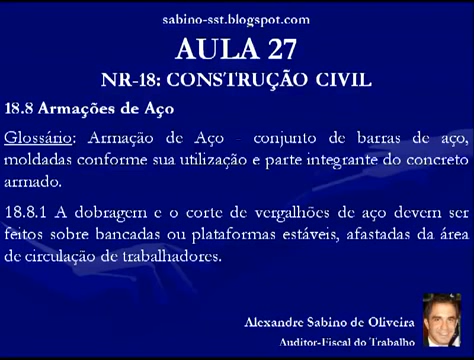 sabino-sst.blogspot.com
AULA 27
NR-18: CONSTRUÇÃO CIVIL
18.8 Armações de Aço
Glossário: Armação de Aço – conjunto de barras de aço,
moldadas conforme sua utilização e parte integrante do concreto
armado.
18.8.1 A dobragem e o corte de vergalhões de aço devem ser
feitos sobre bancadas ou plataformas estáveis, afastadas da área
de circulação de trabalhadores.
Alexandre Sabino de Oliveira
Auditor-Fiscal do Trabalho